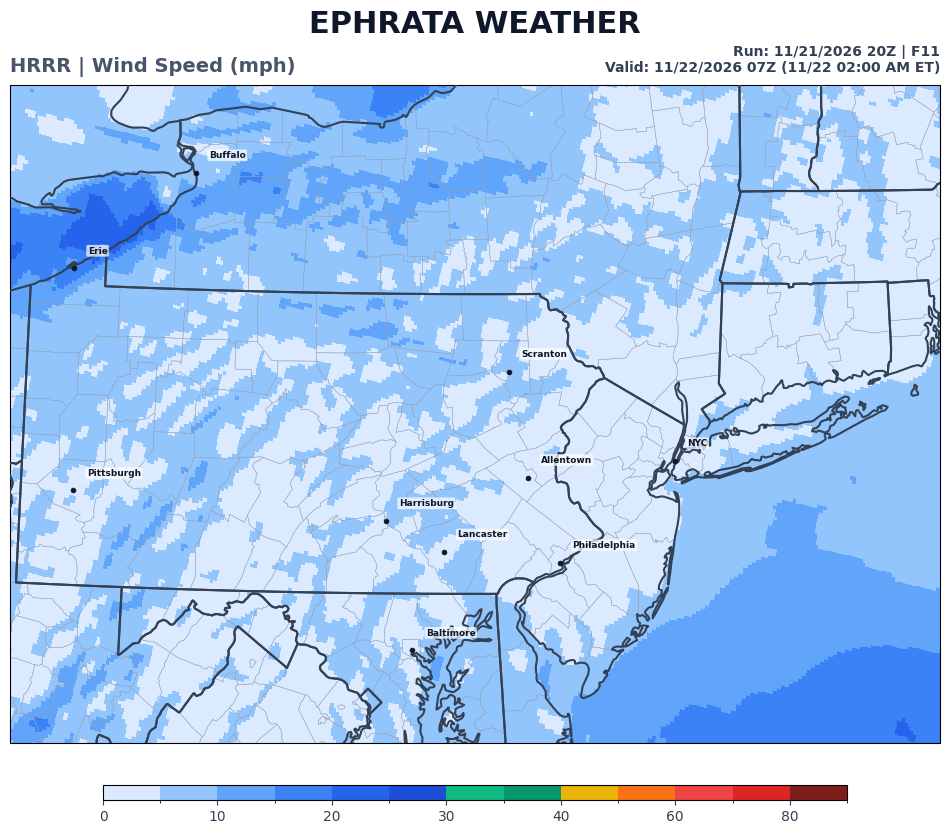 EPHRATA WEATHER
HRRR | Wind Speed (mph)
Run: 11/21/2026 20Z | F11
Valid: 11/22/2026 07Z (11/22 02:00 AM ET)
Buffalo
Erie
Scranton
NYC
Allentown
Pittsburgh
Harrisburg
Lancaster
Philadelphia
Baltimore
0 10 20 30 40 60 80